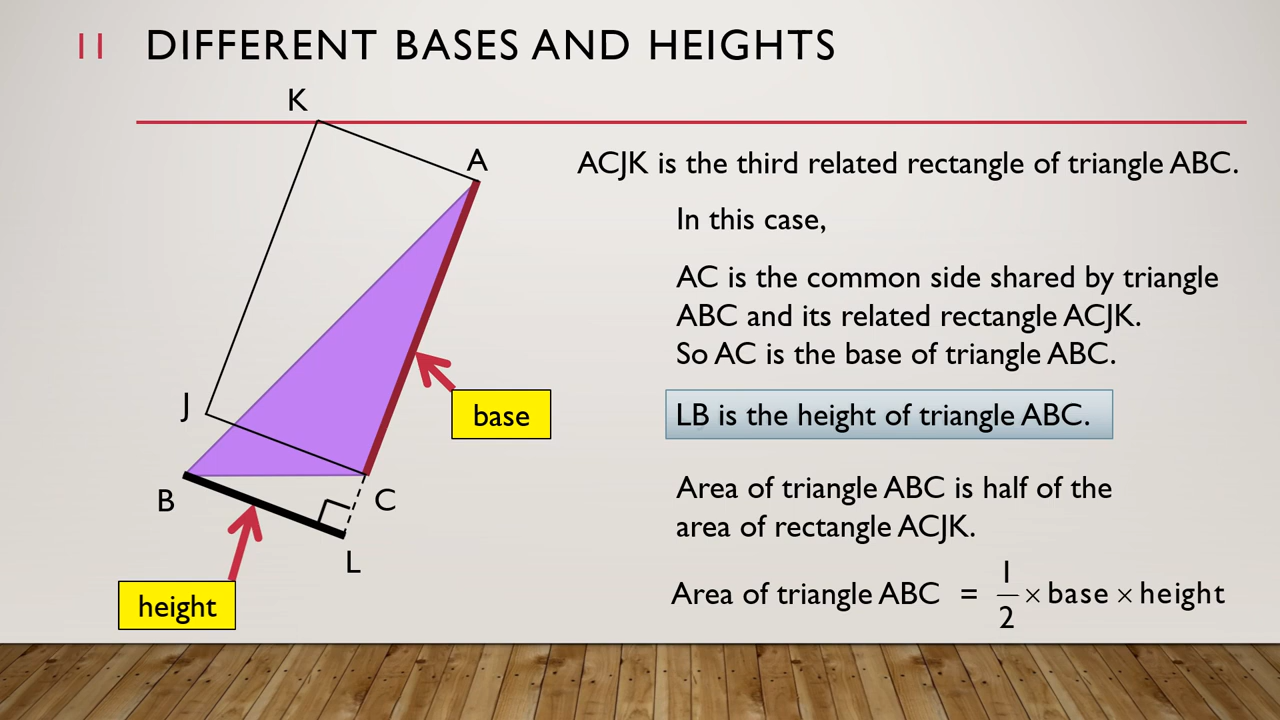 11 DIFFERENT BASES AND HEIGHTS
K
A
ACJK is the third related rectangle of triangle ABC.
In this case,
AC is the common side shared by triangle
ABC and its related rectangle ACJK.
So AC is the base of triangle ABC.
J
base
LB is the height of triangle ABC.
B
C
L
height
Area of triangle ABC is half of the
area of rectangle ACJK.
Area of triangle ABC = 1/2 × base × height